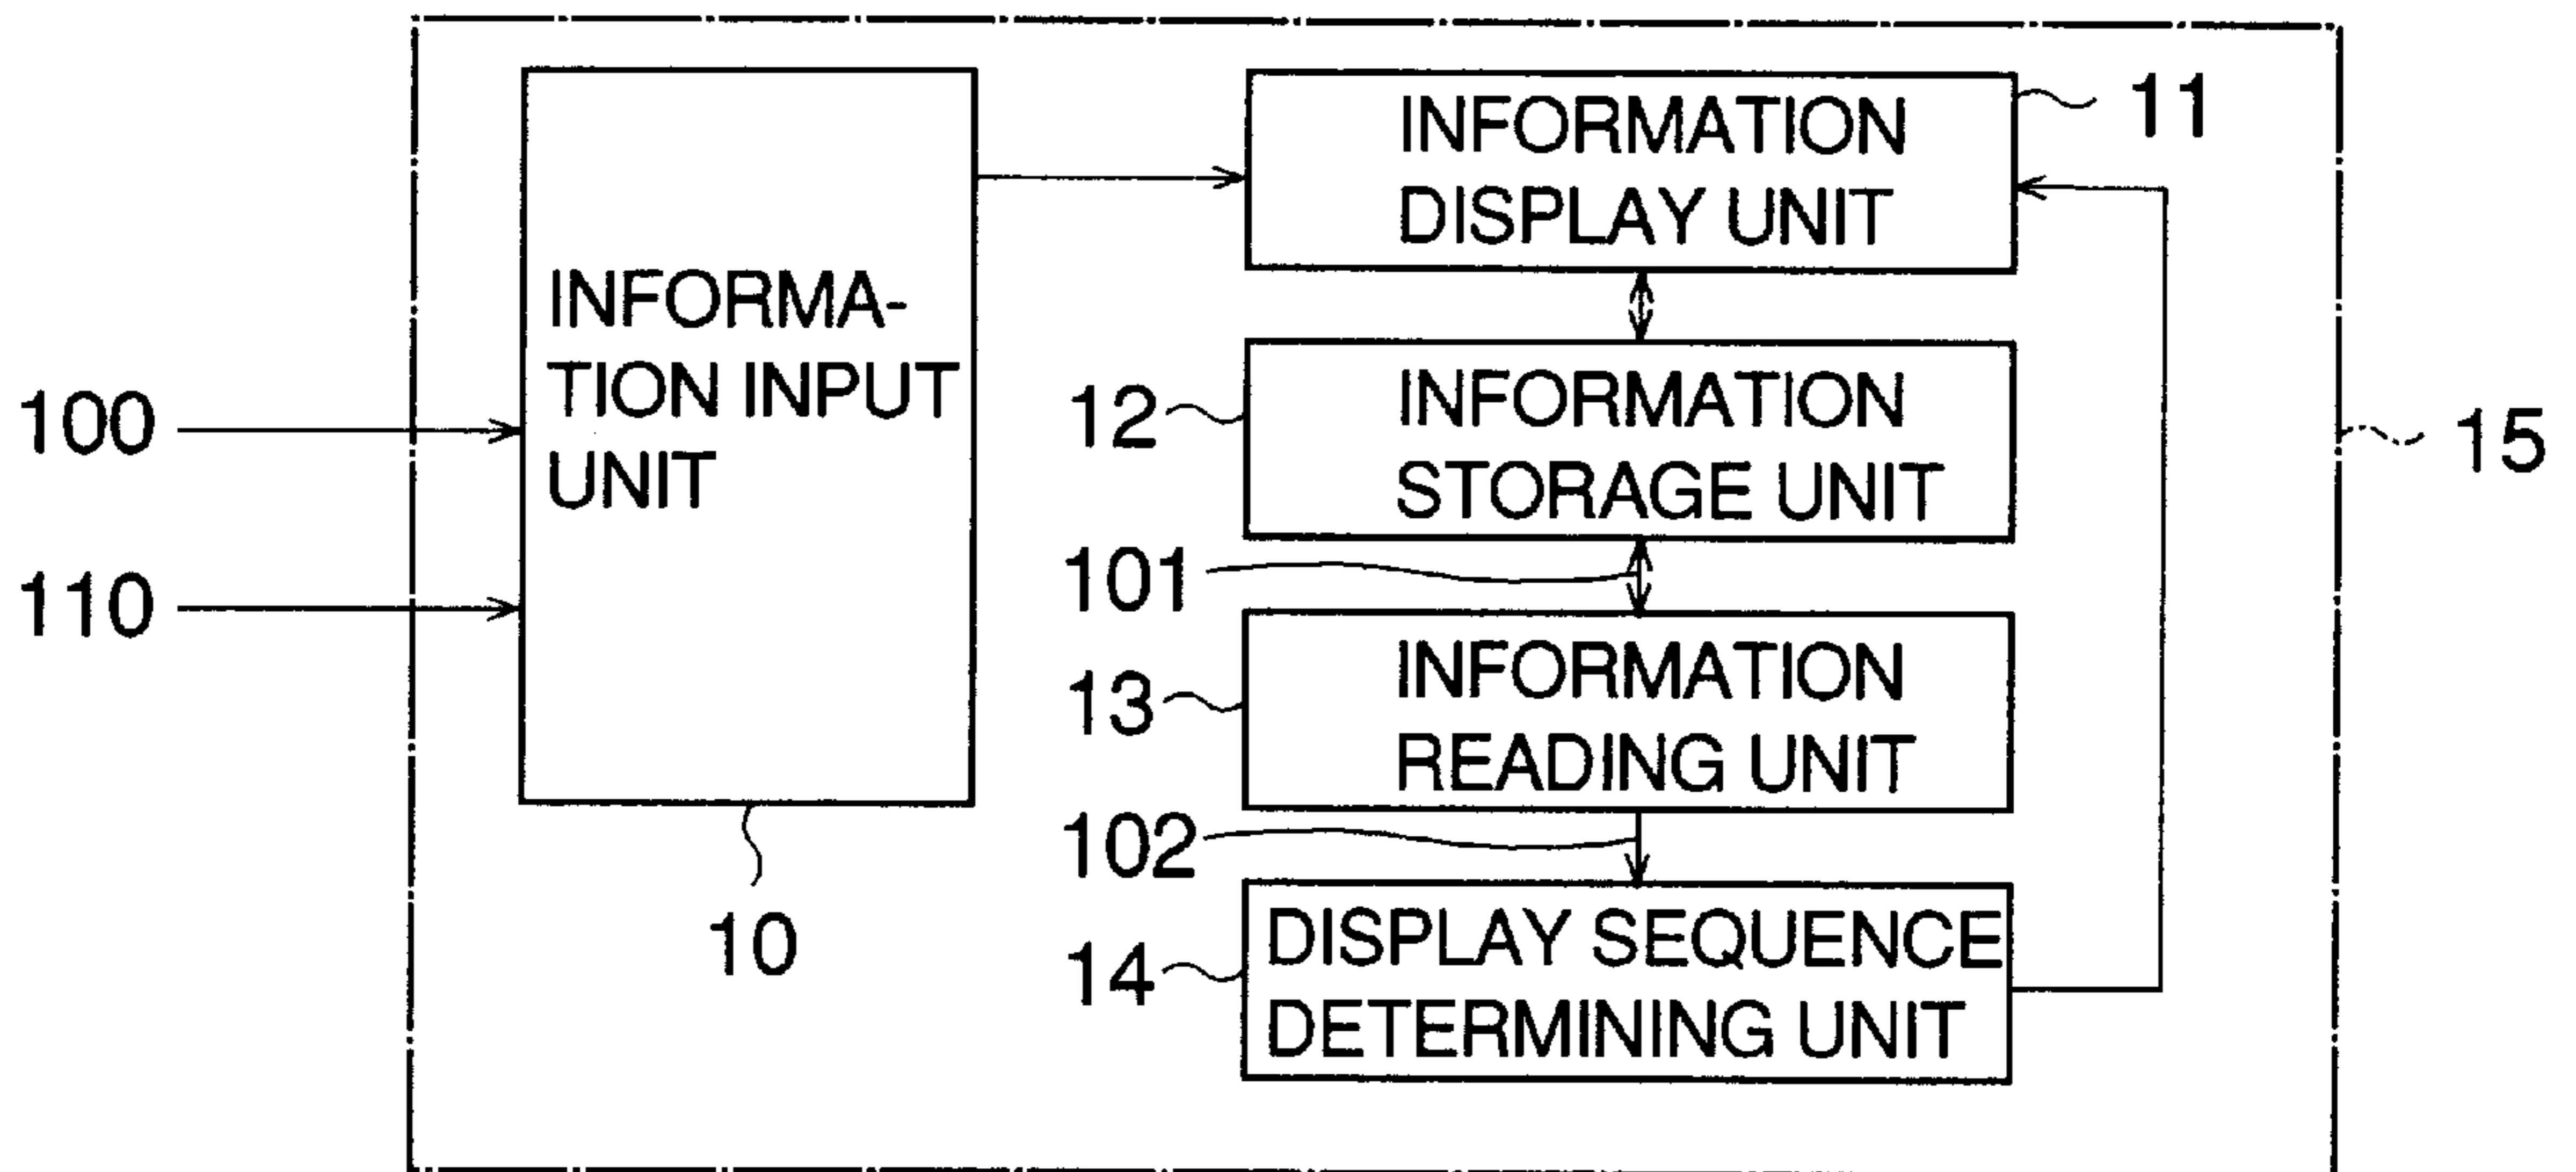 INFORMA-
TION INPUT
UNIT
10
100
110
INFORMATION
DISPLAY UNIT
11
12
INFORMATION
STORAGE UNIT
15
101
13
INFORMATION
READING UNIT
102
14
DISPLAY SEQUENCE
DETERMINING UNIT